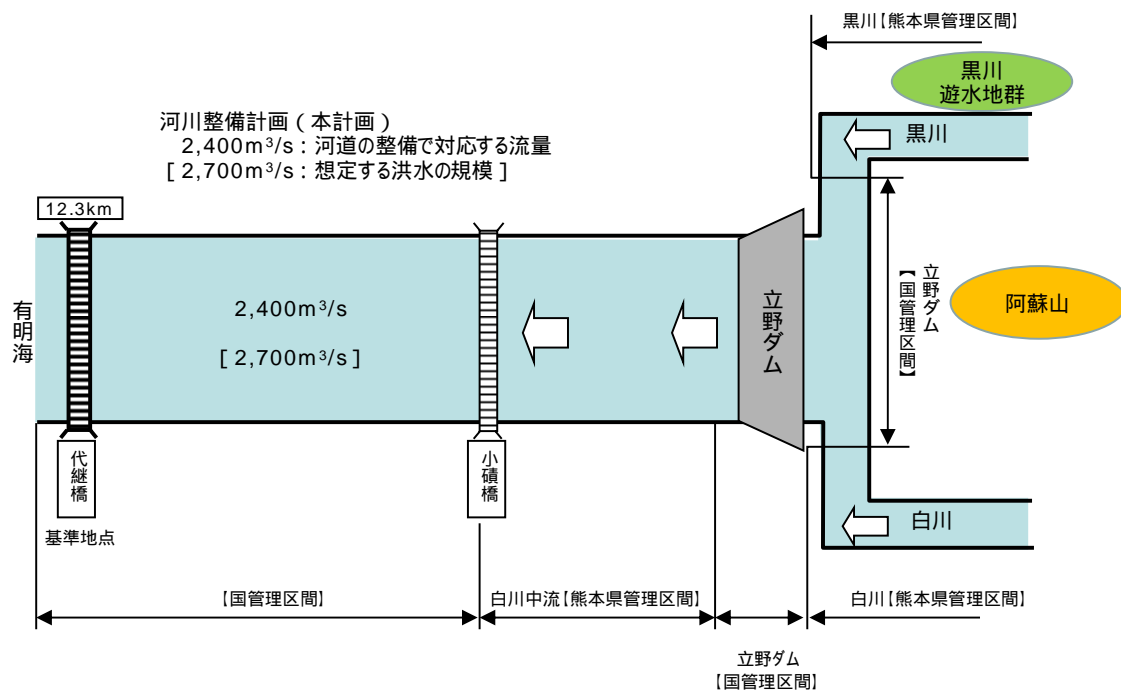 黒川【熊本県管理区間】
黒川
遊水地群
河川整備計画（本計画）
2,400m³/s：河道の整備で対応する流量
[ 2,700m³/s：想定する洪水の規模 ]
黒川
12.3km
有明海
2,400m³/s
[ 2,700m³/s ]
立野ダム
立野ダム
【国管理区間】
阿蘇山
代継橋
小磧橋
基準地点
白川
【国管理区間】
白川中流【熊本県管理区間】
白川【熊本県管理区間】
立野ダム
【国管理区間】